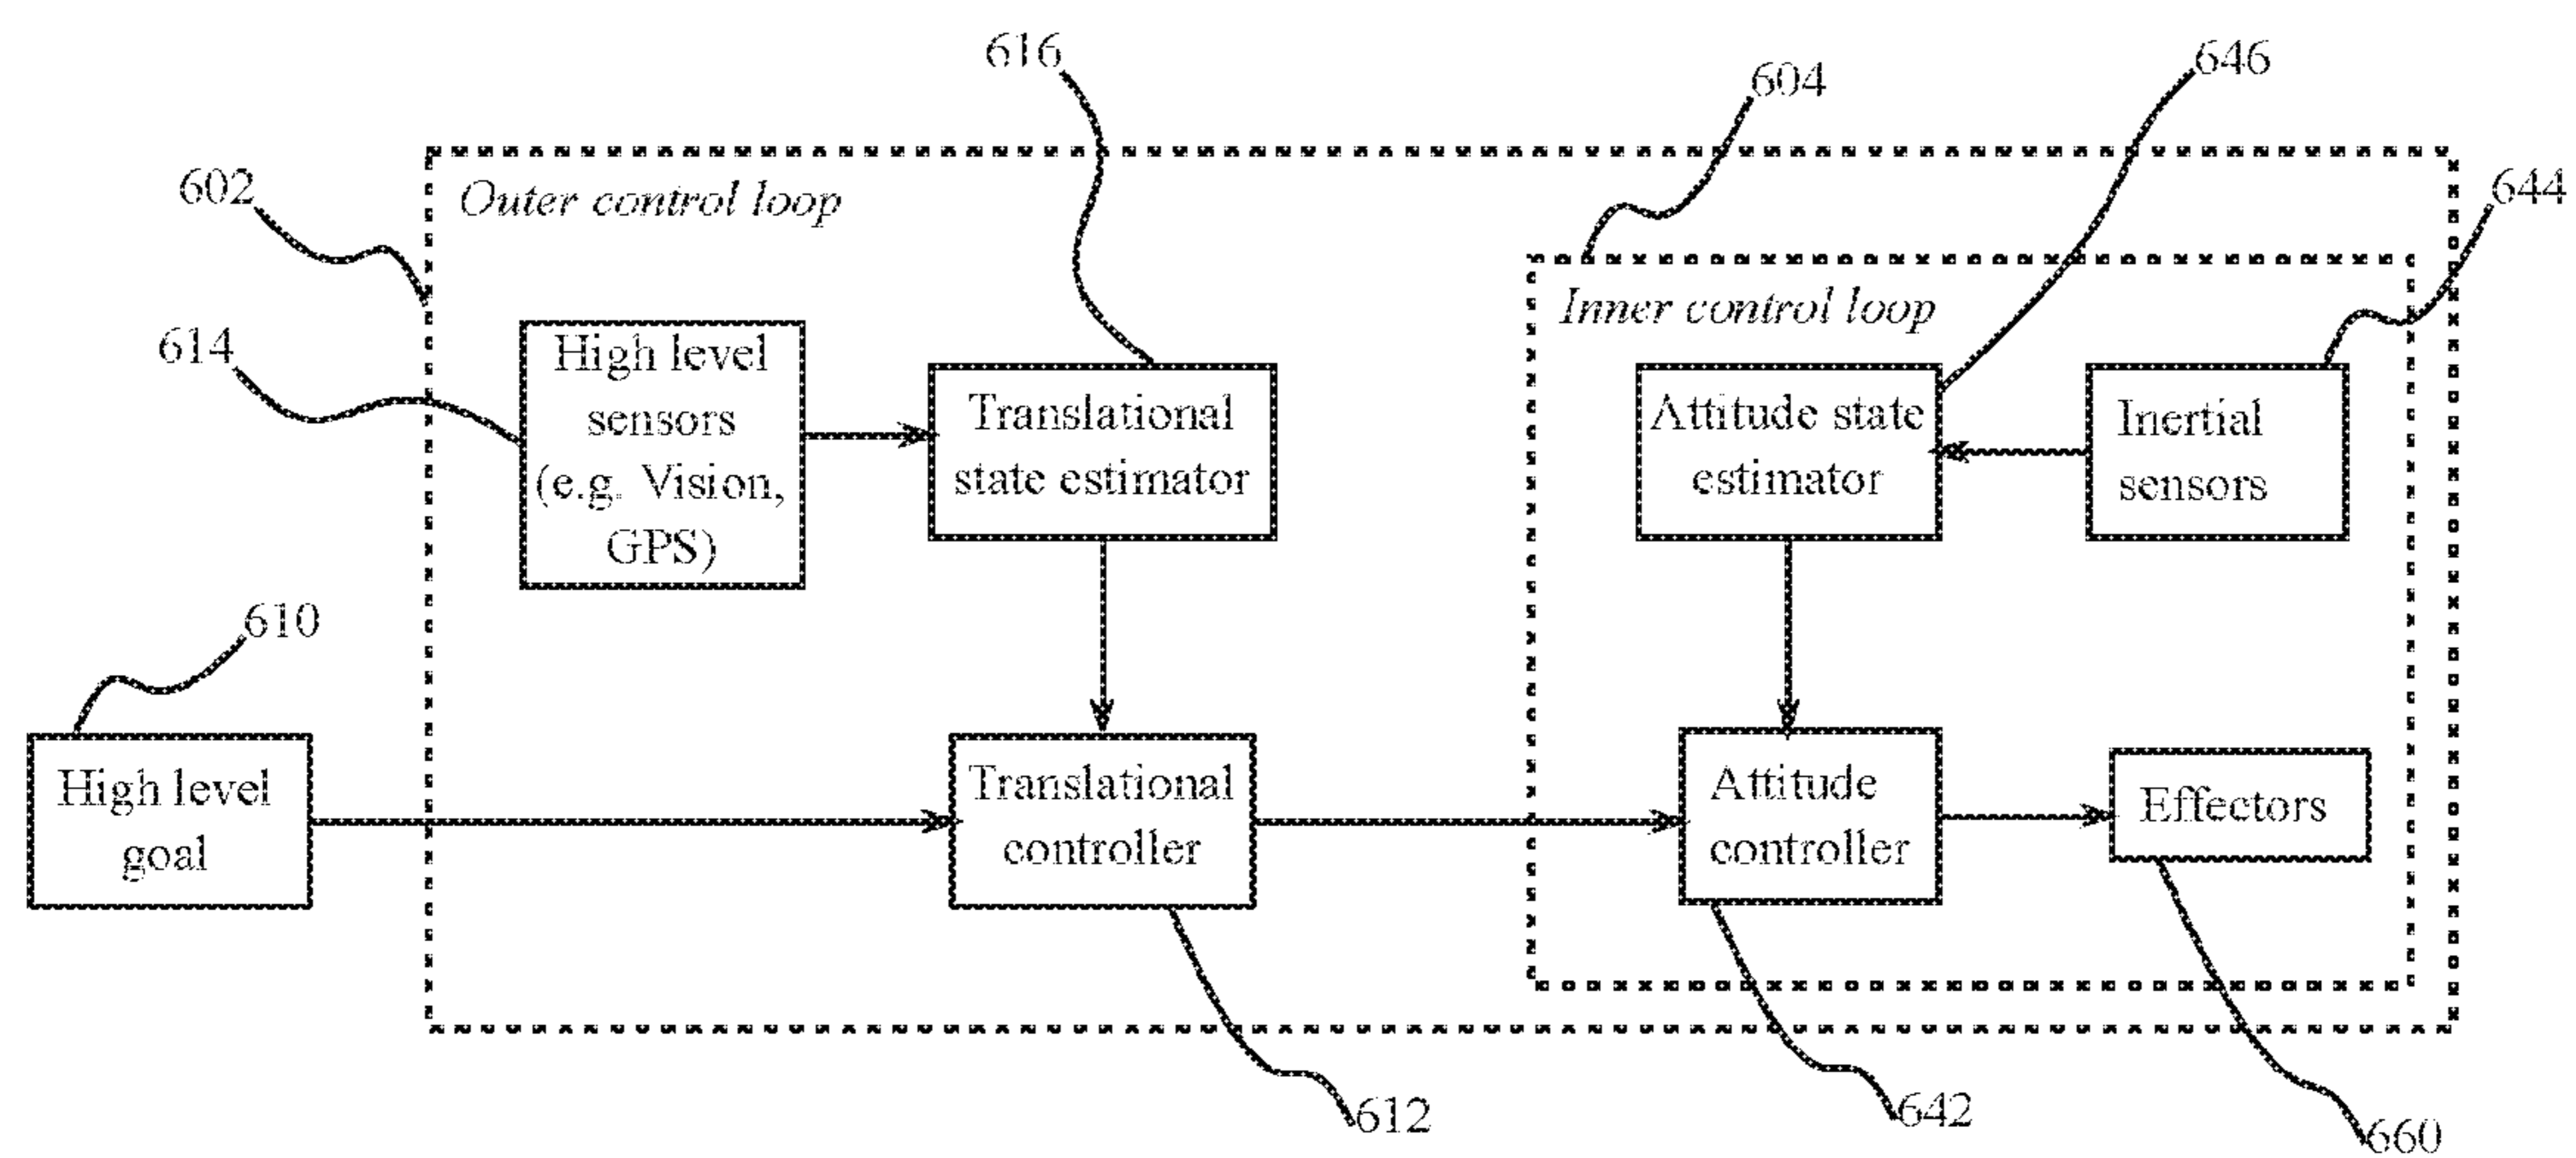 616
646
604
602
Outer control loop
644
Inner control loop
614
High level
sensors
(e.g. Vision,
GPS)
Translational
state estimator
Attitude state
estimator
Inertial
sensors
610
High level
goal
Translational
controller
Attitude
controller
Effectors
612
642
660